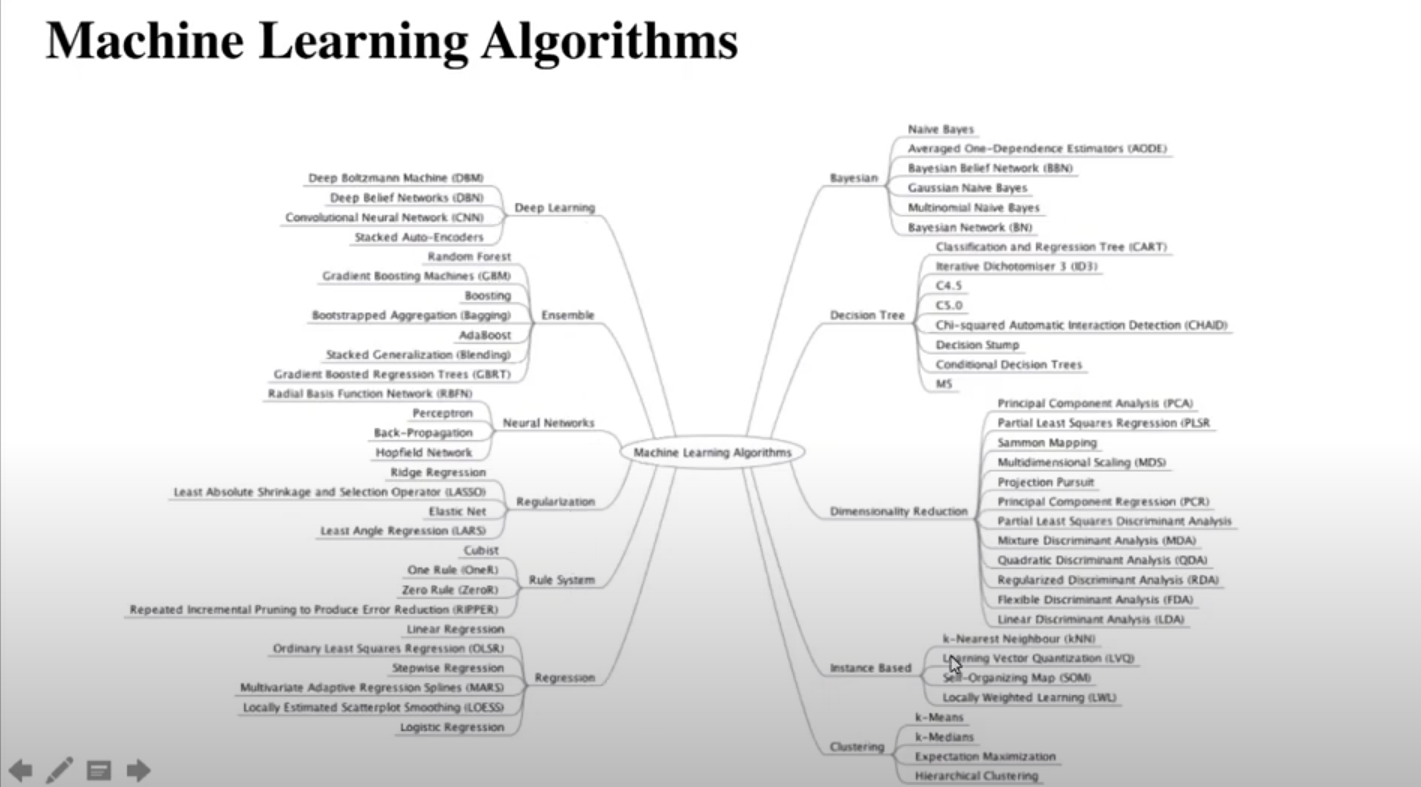 Machine Learning Algorithms
Deep Boltzmann Machine (DBM)
Deep Belief Networks (DBN)
Convolutional Neural Network (CNN)
Stacked Auto-Encoders
Deep Learning
Random Forest
Gradient Boosting Machines (GBM)
Boosting
Bootstrapped Aggregation (Bagging)
AdaBoost
Stacked Generalization (Blending)
Gradient Boosted Regression Trees (GBRT)
Ensemble
Radial Basis Function Network (RBFN)
Perceptron
Back-Propagation
Hopfield Network
Neural Networks
Ridge Regression
Least Absolute Shrinkage and Selection Operator (LASSO)
Elastic Net
Least Angle Regression (LARS)
Regularization
Cubist
One Rule (OneR)
Zero Rule (ZeroR)
Repeated Incremental Pruning to Produce Error Reduction (RIPPER)
Rule System
Linear Regression
Ordinary Least Squares Regression (OLSR)
Stepwise Regression
Multivariate Adaptive Regression Splines (MARS)
Locally Estimated Scatterplot Smoothing (LOESS)
Logistic Regression
Regression
Machine Learning Algorithms
Bayesian
Naive Bayes
Averaged One-Dependence Estimators (AODE)
Bayesian Belief Network (BBN)
Gaussian Naive Bayes
Multinomial Naive Bayes
Bayesian Network (BN)
Decision Tree
Classification and Regression Tree (CART)
Iterative Dichotomiser 3 (ID3)
C4.5
C5.0
Chi-squared Automatic Interaction Detection (CHAID)
Decision Stump
Conditional Decision Trees
M5
Dimensionality Reduction
Principal Component Analysis (PCA)
Partial Least Squares Regression (PLSR
Sammon Mapping
Multidimensional Scaling (MDS)
Projection Pursuit
Principal Component Regression (PCR)
Partial Least Squares Discriminant Analysis
Mixture Discriminant Analysis (MDA)
Quadratic Discriminant Analysis (QDA)
Regularized Discriminant Analysis (RDA)
Flexible Discriminant Analysis (FDA)
Linear Discriminant Analysis (LDA)
Instance Based
k-Nearest Neighbour (kNN)
Learning Vector Quantization (LVQ)
Self-Organizing Map (SOM)
Locally Weighted Learning (LWL)
Clustering
k-Means
k-Medians
Expectation Maximization
Hierarchical Clustering